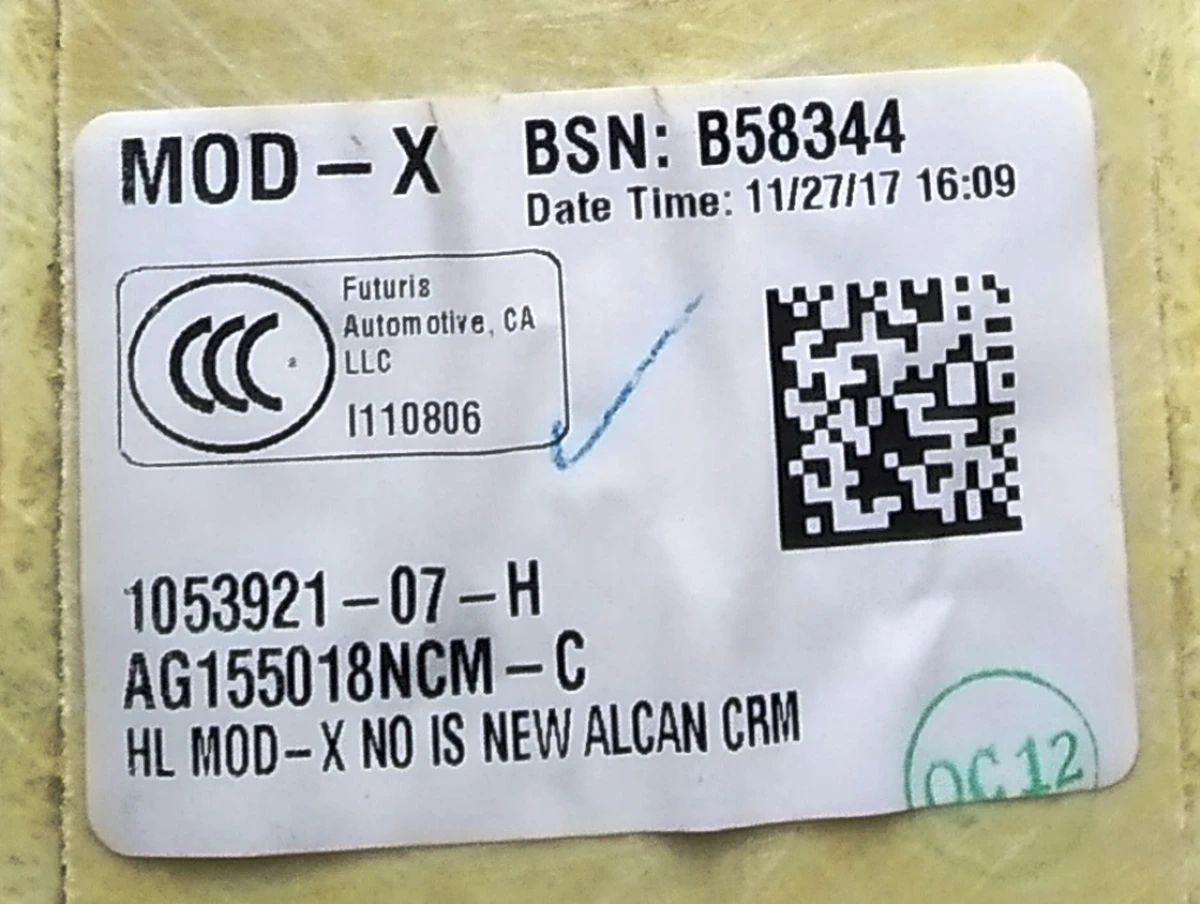 MOD-X
BSN: B58344
Date Time: 11/27/17 16:09
CCC
Futuris
Automotive, CA
LLC
I110806
1053921-07-H
AG155018NCM-C
HL MOD-X NO IS NEW ALCAN CRM
QC 12